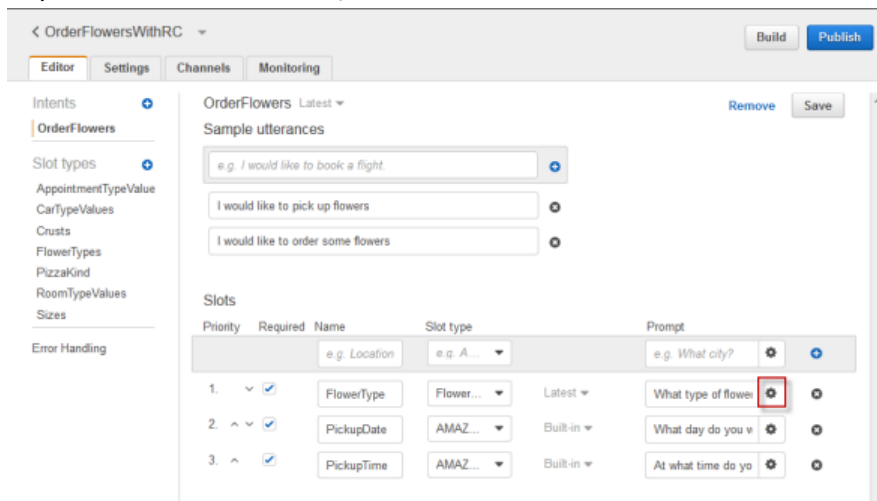 < OrderFlowersWithRC
Build Publish
Editor Settings Channels Monitoring
Intents
OrderFlowers
Slot types
AppointmentTypeValue
CarTypeValues
Crusts
FlowerTypes
PizzaKind
RoomTypeValues
Sizes
Error Handling
OrderFlowers Latest
Remove Save
Sample utterances
e.g. I would like to book a flight.
I would like to pick up flowers
I would like to order some flowers
Slots
Priority Required Name Slot type Prompt
e.g. Location e.g. A... e.g. What city?
1. FlowerType Flower... Latest What type of flowe
2. PickupDate AMAZ... Built-in What day do you w
3. PickupTime AMAZ... Built-in At what time do yo